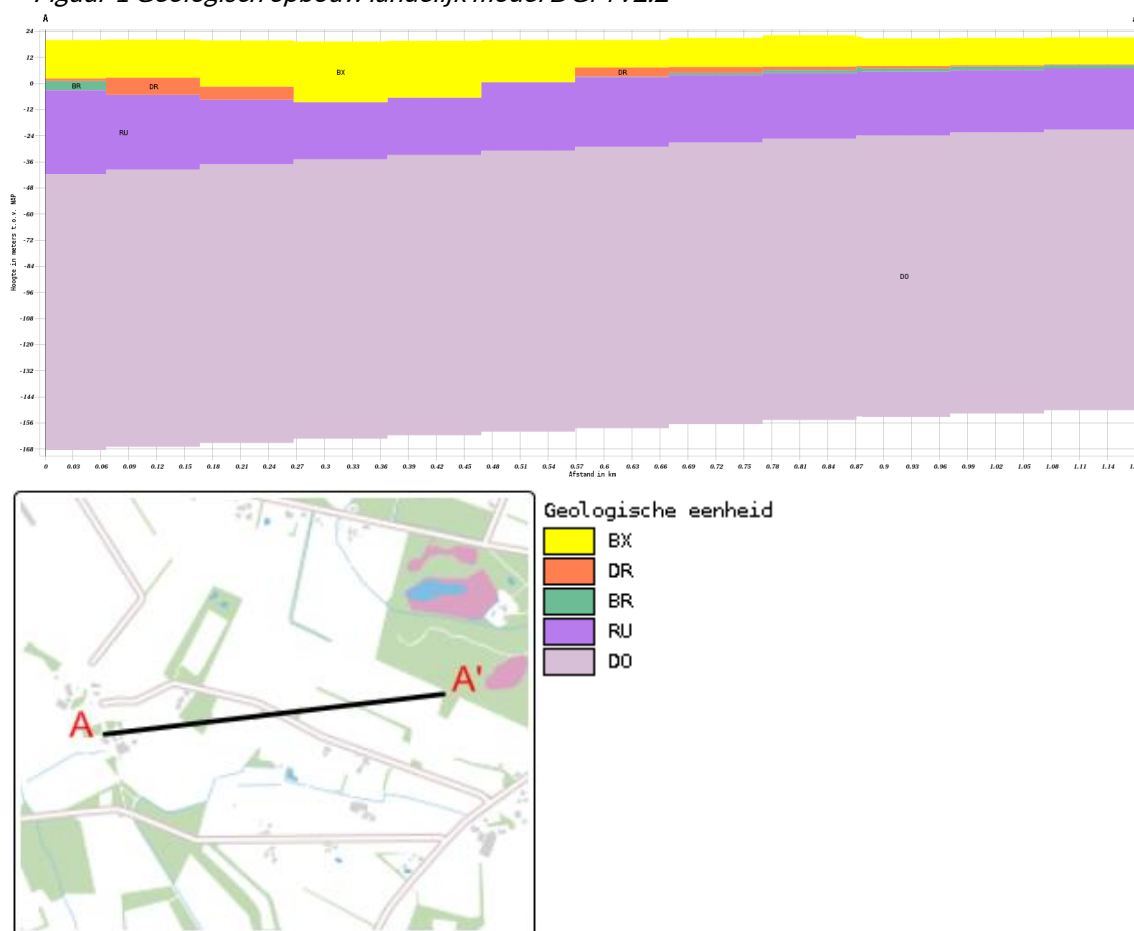 Figuur 1 Geologisch opbouw landelijk model DGM v2.2
A
24
12
0
-12
-24
-36
-48
-60
-72
-84
-96
-108
-120
-132
-144
-156
-168
Hoogte in meters t.o.v. NAP
BX
DR
BR
DR
RU
DO
0 0.03 0.06 0.09 0.12 0.15 0.18 0.21 0.24 0.27 0.3 0.33 0.36 0.39 0.42 0.45 0.48 0.51 0.54 0.57 0.6 0.63 0.66 0.69 0.72 0.75 0.78 0.81 0.84 0.87 0.9 0.93 0.96 0.99 1.02 1.05 1.08 1.11 1.14
Afstand in km
A
A'
Geologische eenheid
BX
DR
BR
RU
DO